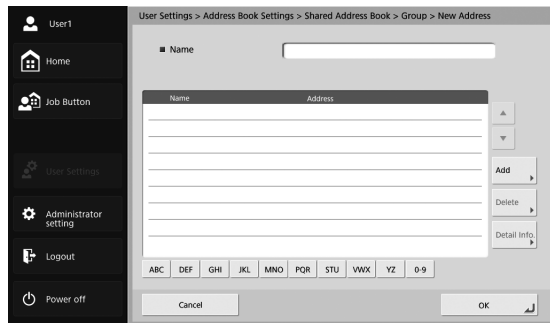 User1
Home
Job Button
User Settings
Administrator
setting
Logout
Power off
User Settings > Address Book Settings > Shared Address Book > Group > New Address
Name
Name Address
Add
Delete
Detail Info.
ABC DEF GHI JKL MNO PQR STU VWX YZ 0-9
Cancel OK